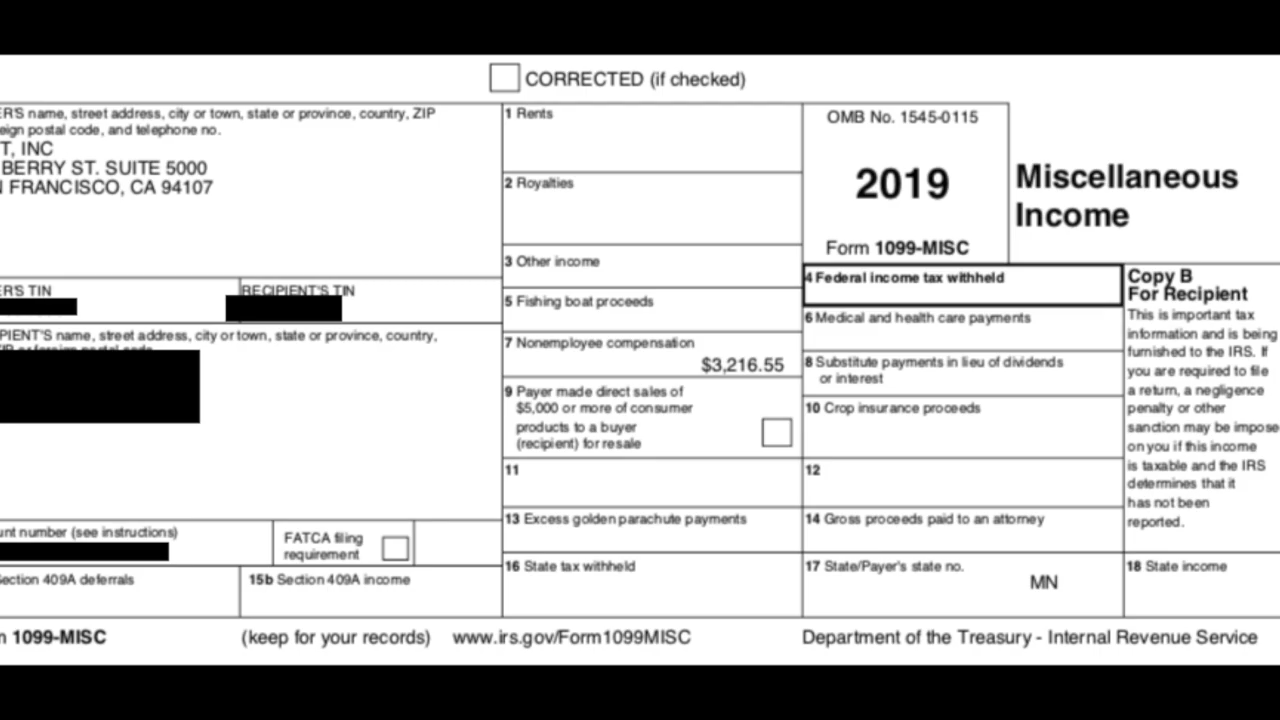 CORRECTED (if checked)
ER'S name, street address, city or town, state or province, country, ZIP
eign postal code, and telephone no.
T, INC
BERRY ST. SUITE 5000
N FRANCISCO, CA 94107
ER'S TIN
RECIPIENT'S TIN
PIENT'S name, street address, city or town, state or province, country,
ZIP or foreign postal code
unt number (see instructions)
FATCA filing
requirement
ection 409A deferrals
15b Section 409A income
1 Rents
2 Royalties
3 Other income
5 Fishing boat proceeds
7 Nonemployee compensation
$3,216.55
9 Payer made direct sales of
$5,000 or more of consumer
products to a buyer
(recipient) for resale
11
13 Excess golden parachute payments
16 State tax withheld
OMB No. 1545-0115
2019
Form 1099-MISC
4 Federal income tax withheld
6 Medical and health care payments
8 Substitute payments in lieu of dividends
or interest
10 Crop insurance proceeds
12
14 Gross proceeds paid to an attorney
17 State/Payer's state no.
MN
Miscellaneous
Income
Copy B
For Recipient
This is important tax
information and is being
furnished to the IRS. If
you are required to file
a return, a negligence
penalty or other
sanction may be impose
on you if this income
is taxable and the IRS
determines that it
has not been
reported.
18 State income
m 1099-MISC
(keep for your records)
www.irs.gov/Form1099MISC
Department of the Treasury - Internal Revenue Service